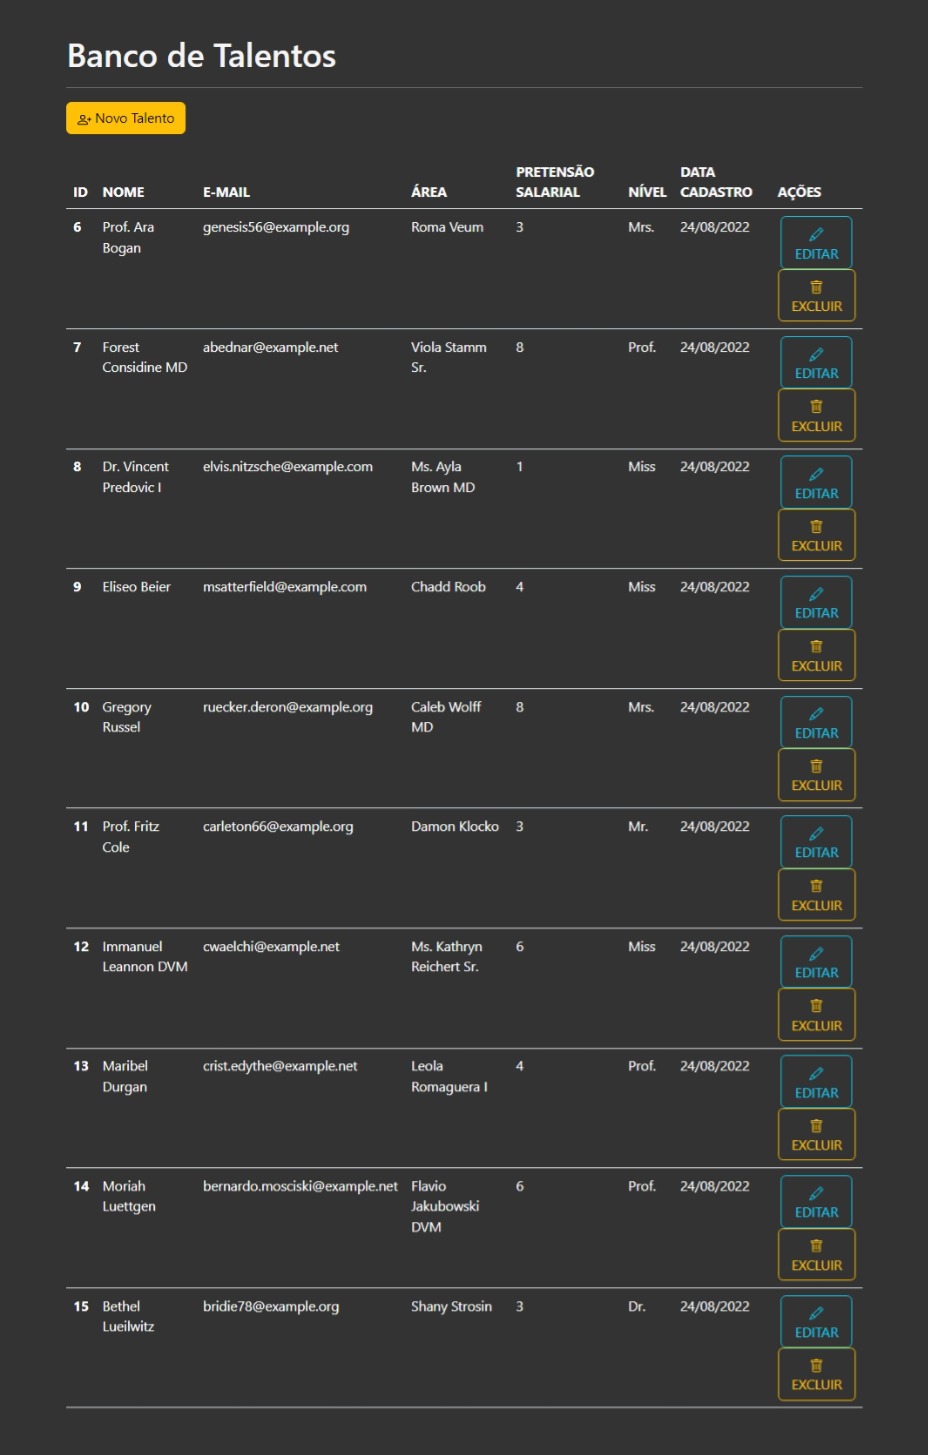 Banco de Talentos
Novo Talento
ID NOME E-MAIL ÁREA PRETENSÃO SALARIAL NÍVEL DATA CADASTRO AÇÕES
6 Prof. Ara genesis56@example.org Roma Veum 3 Mrs. 24/08/2022
Bogan
EDITAR
EXCLUIR
7 Forest abednar@example.net Viola Stamm 8 Prof. 24/08/2022
Considine MD Sr.
EDITAR
EXCLUIR
8 Dr. Vincent elvis.nitzsche@example.com Ms. Ayla 1 Miss 24/08/2022
Predovic I Brown MD
EDITAR
EXCLUIR
9 Eliseo Beier msatterfield@example.com Chadd Roob 4 Miss 24/08/2022
EDITAR
EXCLUIR
10 Gregory ruecker.deron@example.org Caleb Wolff 8 Mrs. 24/08/2022
Russel MD
EDITAR
EXCLUIR
11 Prof. Fritz carleton66@example.org Damon Klocko 3 Mr. 24/08/2022
Cole
EDITAR
EXCLUIR
12 Immanuel cwaelchi@example.net Ms. Kathryn 6 Miss 24/08/2022
Leannon DVM Reichert Sr.
EDITAR
EXCLUIR
13 Maribel crist.edythe@example.net Leola 4 Prof. 24/08/2022
Durgan Romaguera I
EDITAR
EXCLUIR
14 Moriah bernardo.mosciski@example.net Flavio 6 Prof. 24/08/2022
Luettgen Jakubowski
EDITAR
DVM
EXCLUIR
15 Bethel bridie78@example.org Shany Strosin 3 Dr. 24/08/2022
Lueilwitz
EDITAR
EXCLUIR